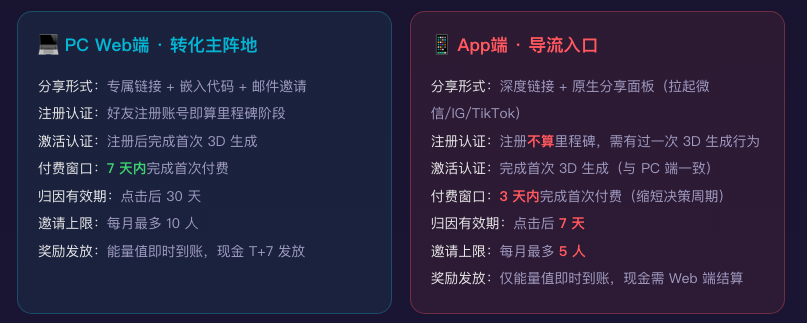 PC Web端 · 转化主阵地
分享形式：专属链接 + 嵌入代码 + 邮件邀请
注册认证：好友注册账号即算里程碑阶段
激活认证：注册后完成首次 3D 生成
付费窗口：7 天内完成首次付费
归因有效期：点击后 30 天
邀请上限：每月最多 10 人
奖励发放：能量值即时到账，现金 T+7 发放
App端 · 导流入口
分享形式：深度链接 + 原生分享面板（拉起微
信/IG/TikTok）
注册认证：注册不算里程碑，需有过一次 3D 生成行为
激活认证：完成首次 3D 生成（与 PC 端一致）
付费窗口：3 天内完成首次付费（缩短决策周期）
归因有效期：点击后 7 天
邀请上限：每月最多 5 人
奖励发放：仅能量值即时到账，现金需 Web 端结算